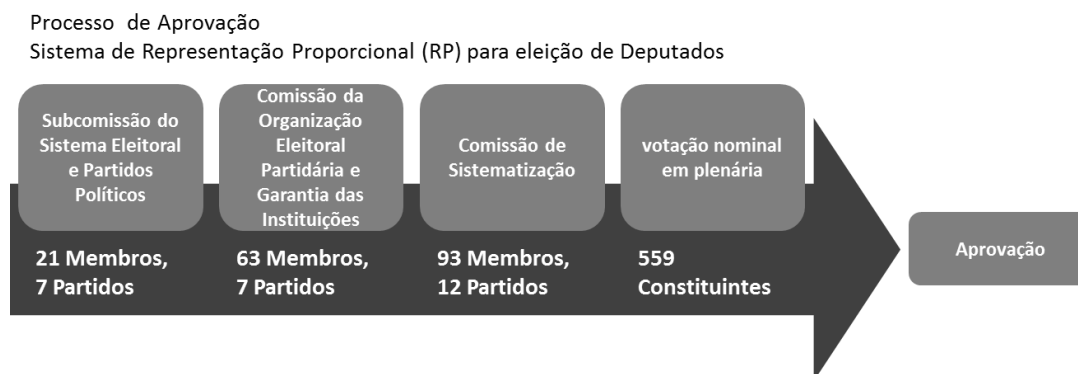 Processo de Aprovação
Sistema de Representação Proporcional (RP) para eleição de Deputados
Subcomissão do
Sistema Eleitoral
e Partidos
Políticos
21 Membros,
7 Partidos
Comissão da
Organização
Eleitoral
Partidária e
Garantia das
Instituições
63 Membros,
7 Partidos
Comissão de
Sistematização
93 Membros,
12 Partidos
votação nominal
em plenária
559
Constituintes
Aprovação